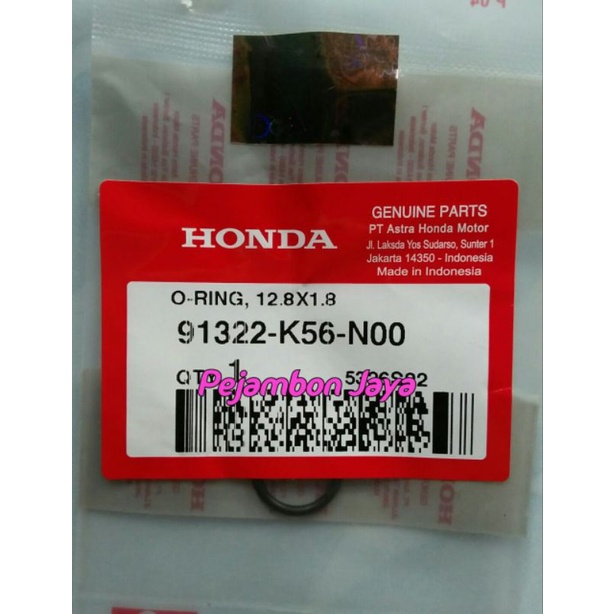 HONDA
GENUINE PARTS
PT Astra Honda Motor
Jl. Laksda Yos Sudarso, Sunter 1
Jakarta 14350 - Indonesia
Made in Indonesia
O-RING, 12.8X1.8
91322-K56-N00
QTY 1
Pejambon Jaya